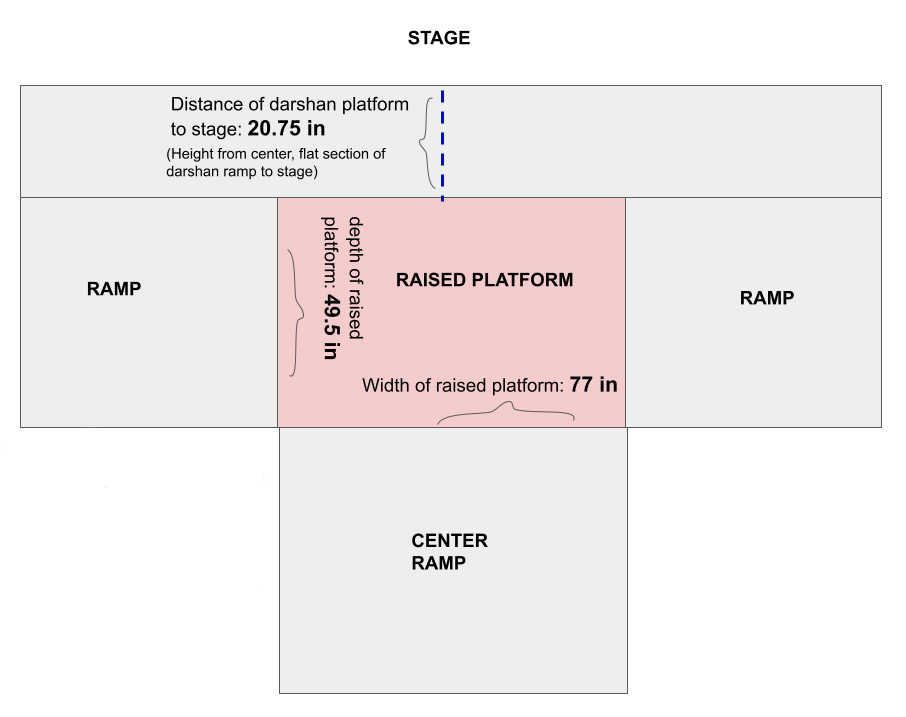 STAGE
Distance of darshan platform
to stage: 20.75 in
(Height from center, flat section of
darshan ramp to stage)
depth of raised
platform: 49.5 in
RAISED PLATFORM
RAMP
RAMP
Width of raised platform: 77 in
CENTER
RAMP